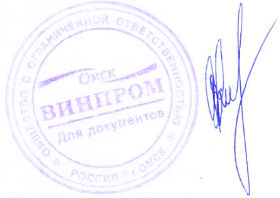 ОБЩЕСТВО С ОГРАНИЧЕННОЙ ОТВЕТСТВЕННОСТЬЮ
Омск
ВИНПРОМ
Для документов
РОССИЯ * г.ОМСК